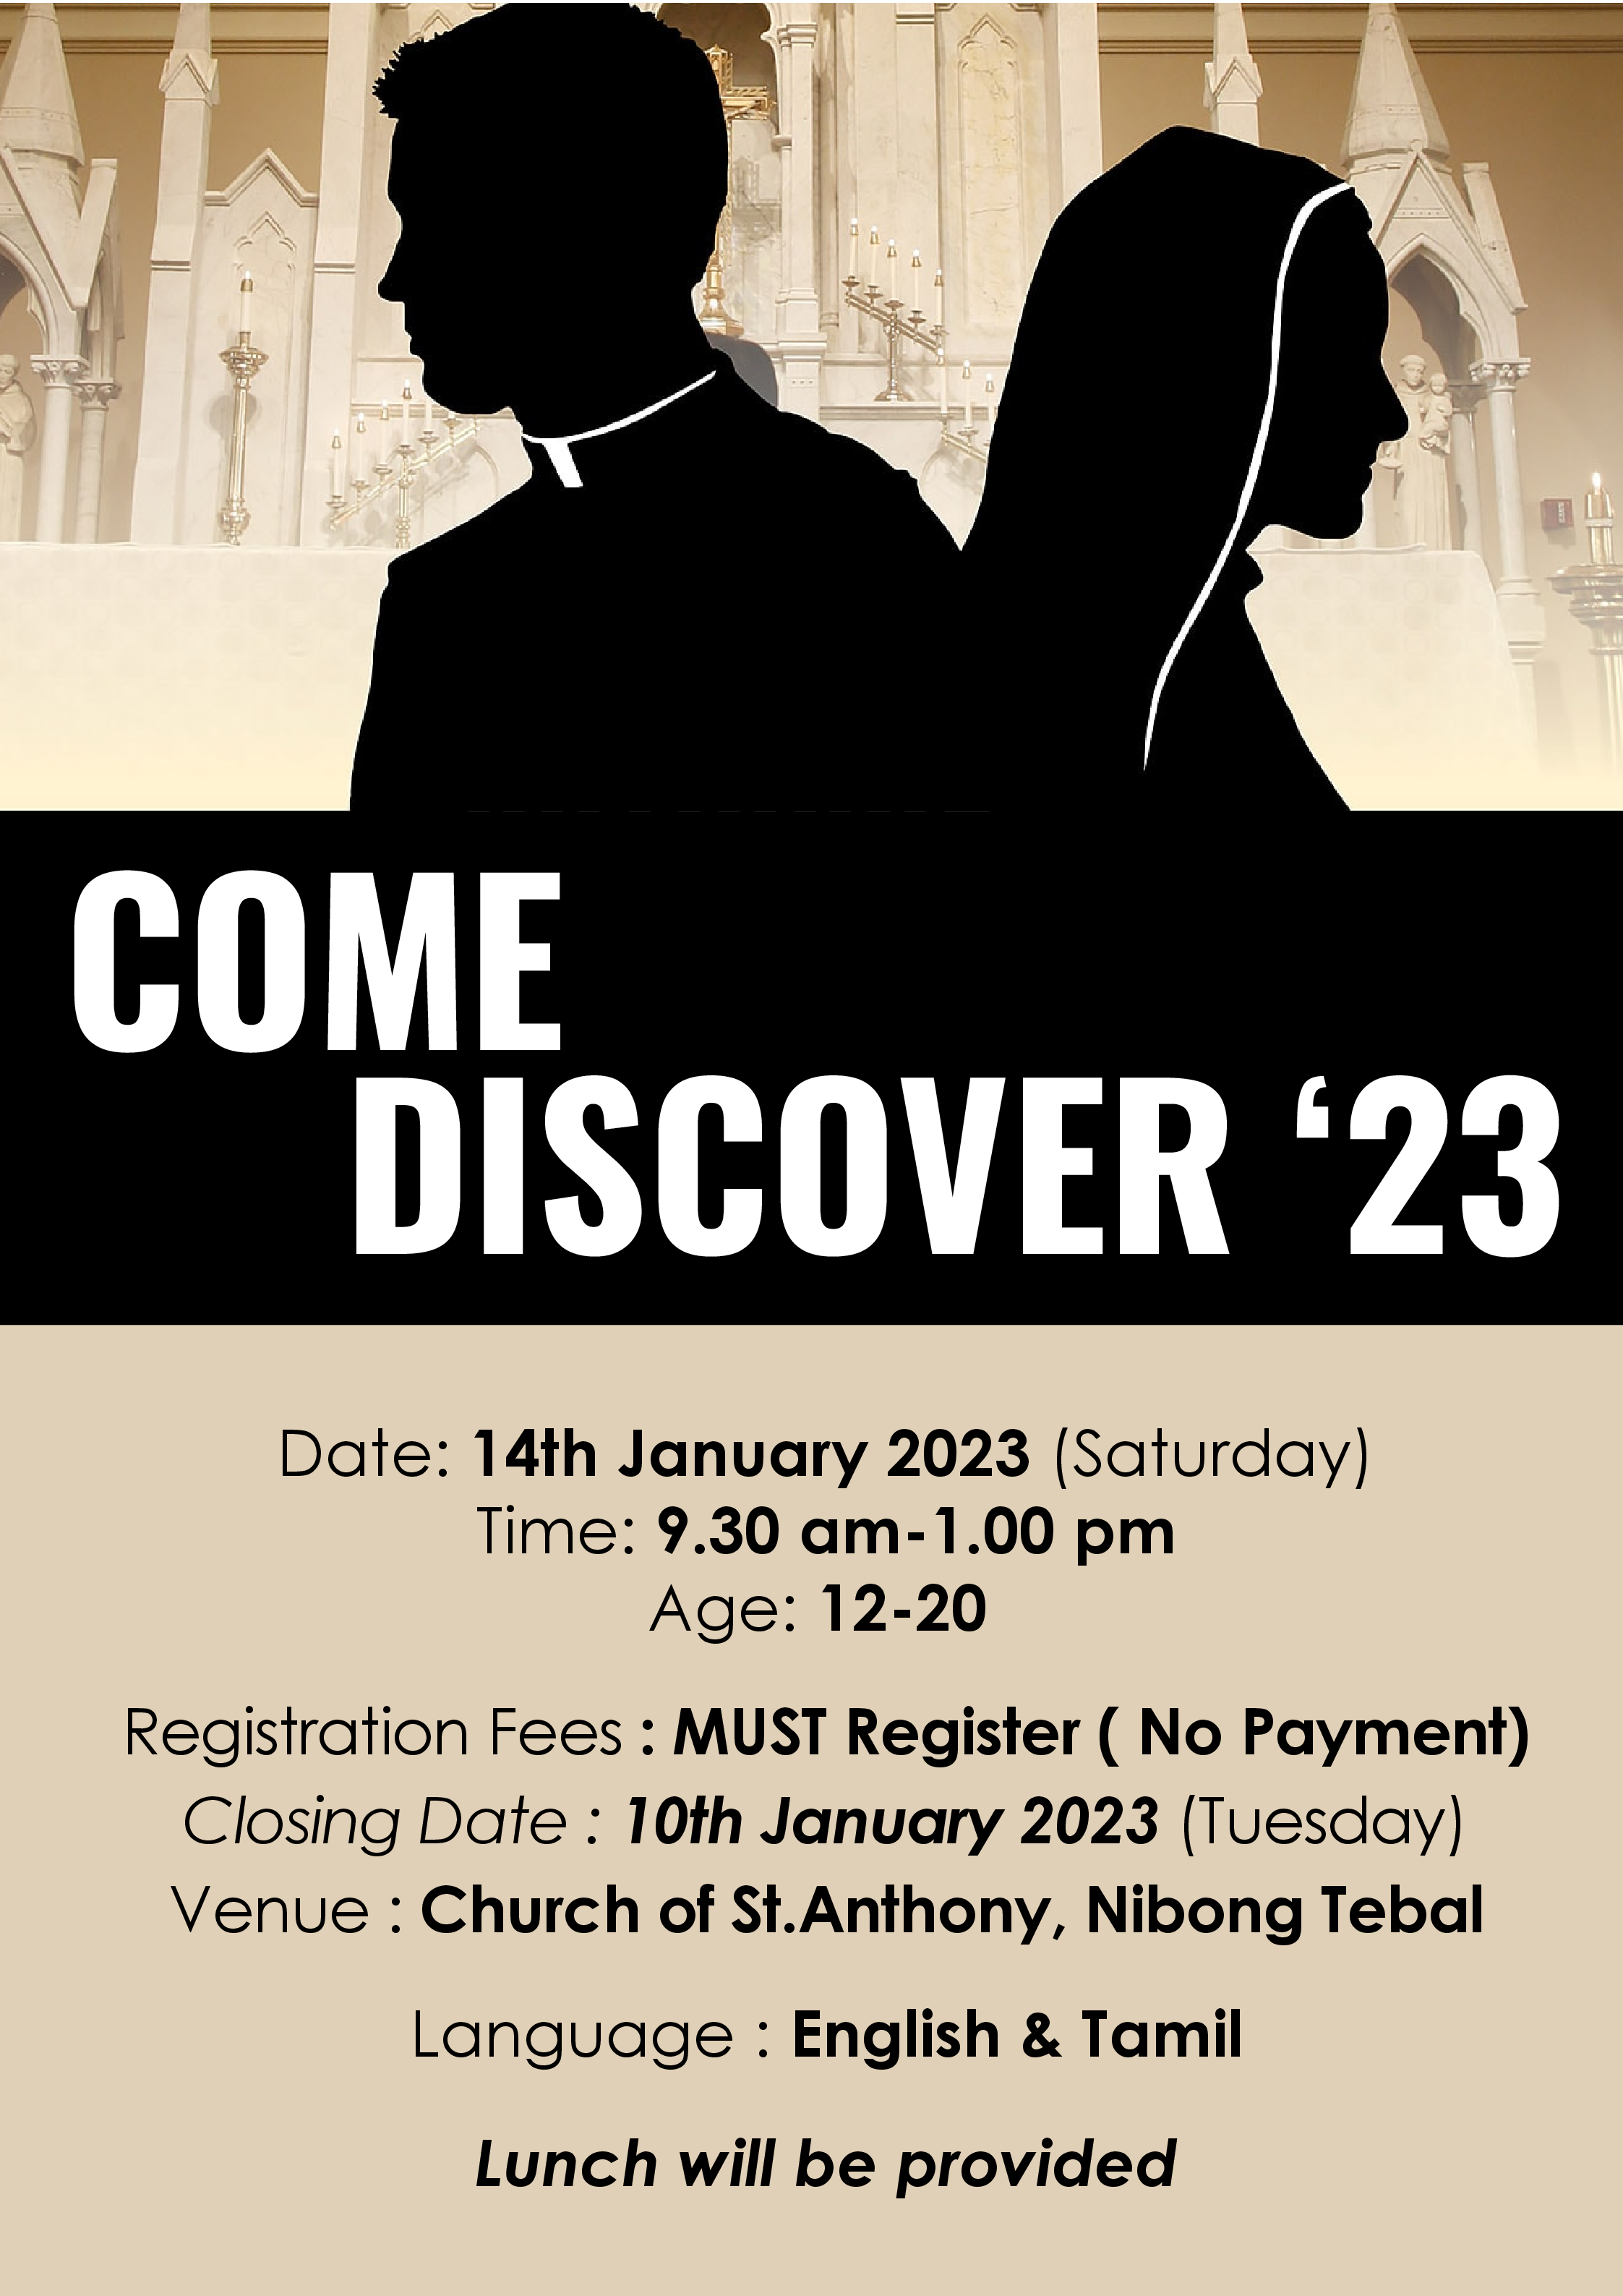 COME
DISCOVER ‘23
Date: 14th January 2023 (Saturday)
Time: 9.30 am-1.00 pm
Age: 12-20
Registration Fees : MUST Register ( No Payment)
Closing Date : 10th January 2023 (Tuesday)
Venue : Church of St.Anthony, Nibong Tebal
Language : English & Tamil
Lunch will be provided